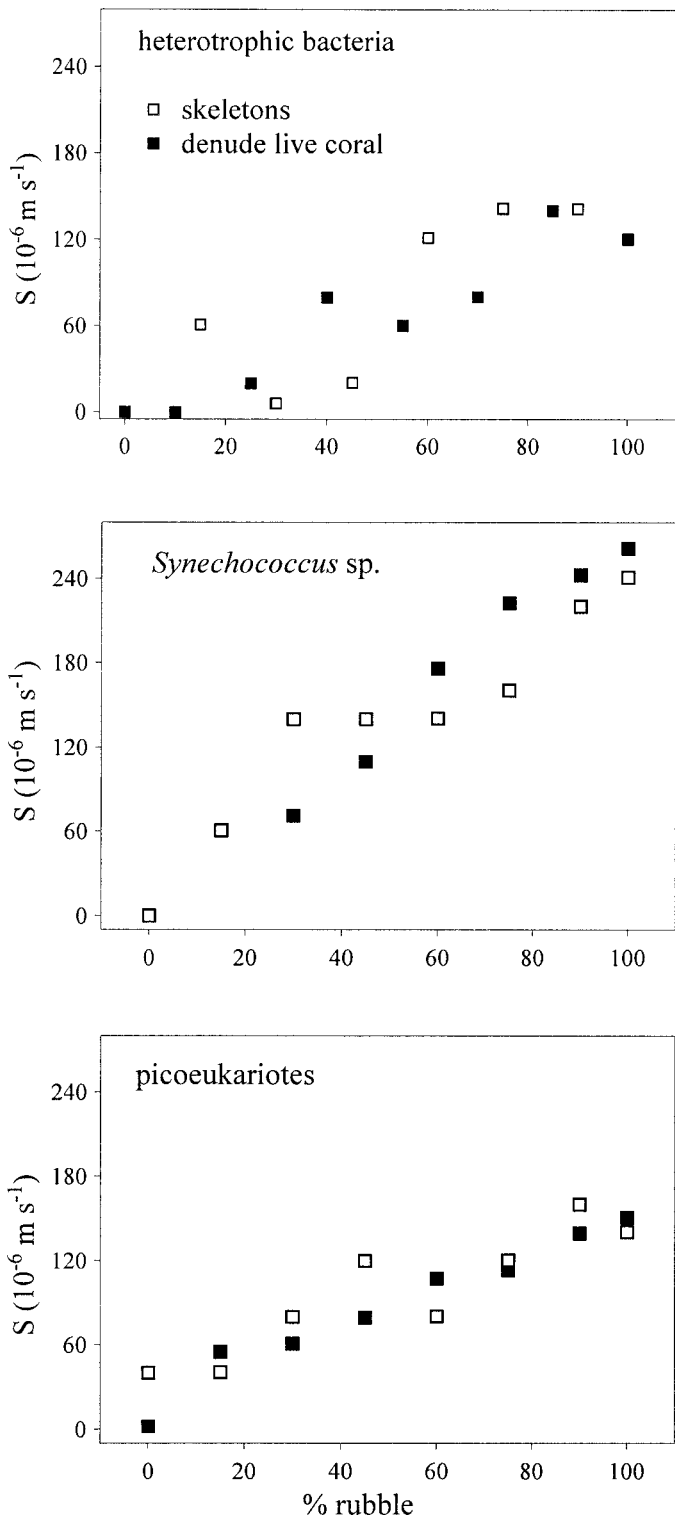 heterotrophic bacteria
skeletons
denude live coral
S (10⁻⁶ m s⁻¹)
240
180
120
60
0
0 20 40 60 80 100
Synechococcus sp.
S (10⁻⁶ m s⁻¹)
240
180
120
60
0
0 20 40 60 80 100
picoeukariotes
S (10⁻⁶ m s⁻¹)
240
180
120
60
0
0 20 40 60 80 100
% rubble